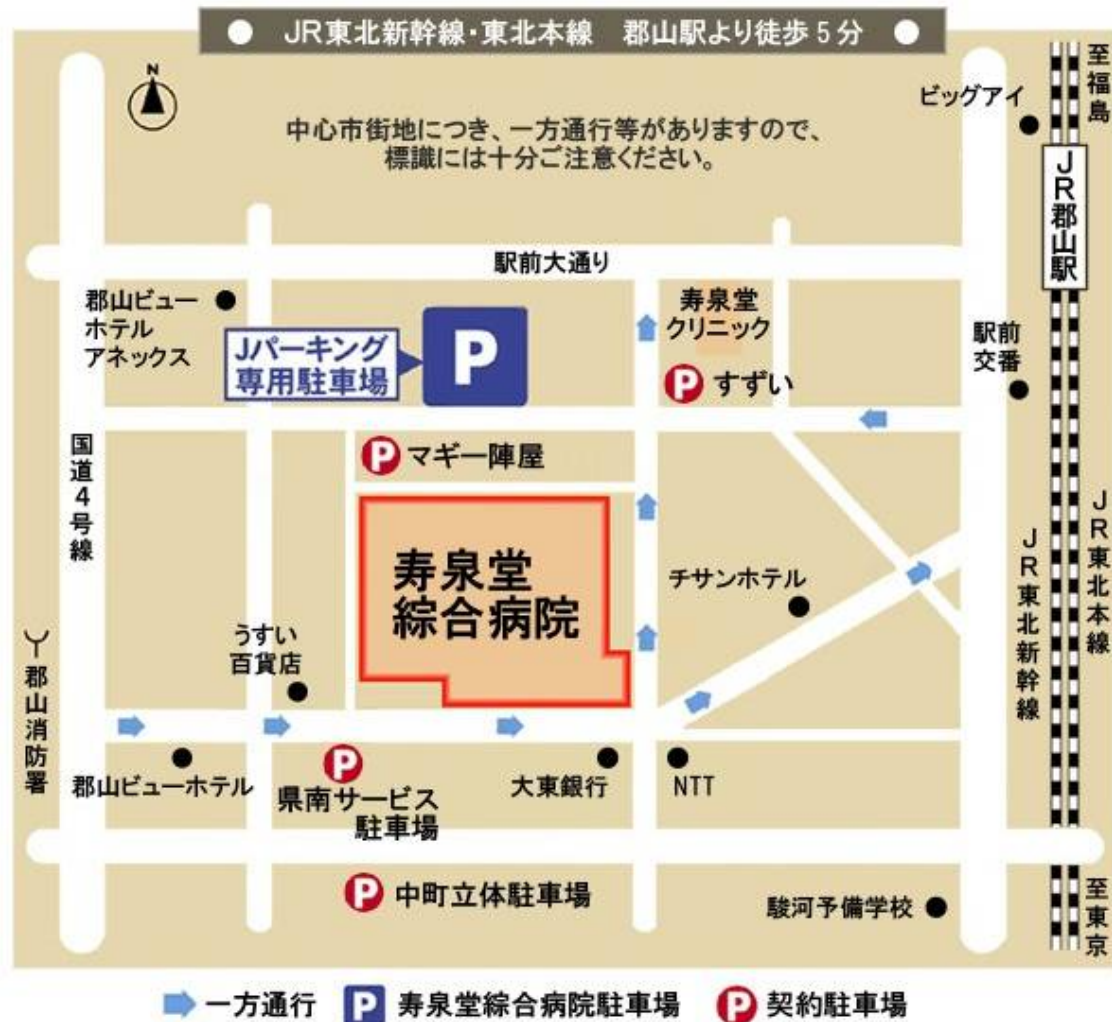 ● JR東北新幹線・東北本線 郡山駅より徒歩5分 ●
N
中心市街地につき、一方通行等がありますので、
標識には十分ご注意ください。
ビッグアイ
至福島
JR郡山駅
駅前大通り
郡山ビュー
ホテル
アネックス
Jパーキング
専用駐車場
P
寿泉堂
クリニック
P すずい
駅前
交番
国道4号線
P マギー陣屋
寿泉堂
綜合病院
チサンホテル
JR東北新幹線
JR東北本線
うすい
百貨店
郡山消防署
郡山ビューホテル
P
県南サービス
駐車場
大東銀行
NTT
P 中町立体駐車場
駿河予備学校
至東京
一方通行 P 寿泉堂綜合病院駐車場 P 契約駐車場